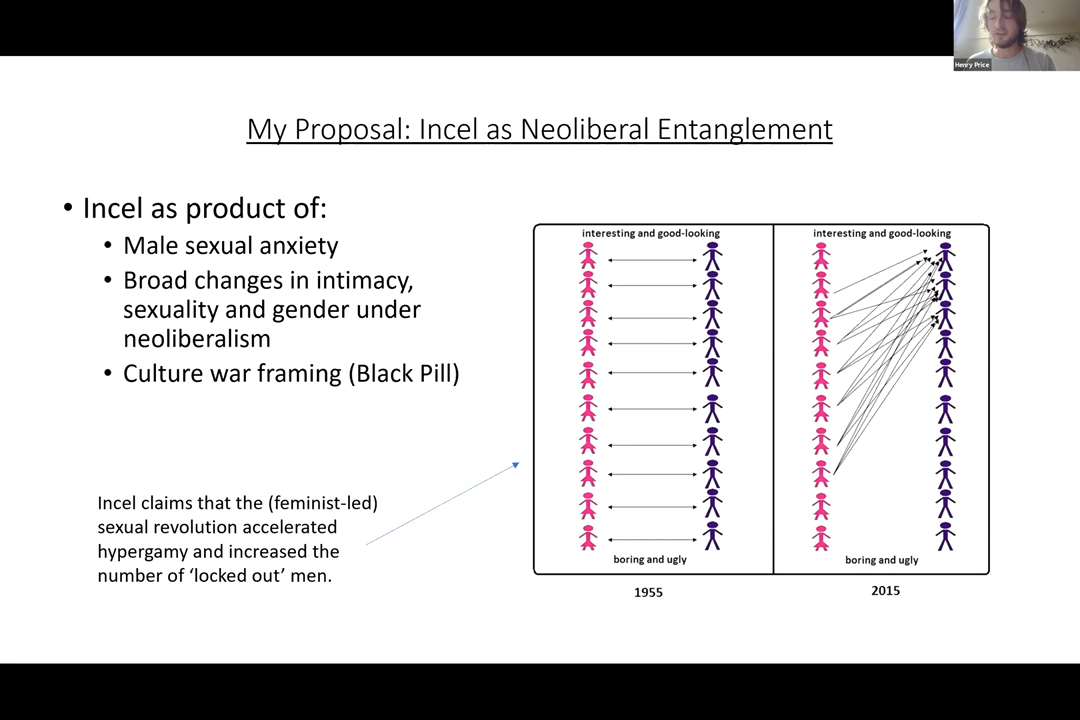 Henry Price
My Proposal: Incel as Neoliberal Entanglement
• Incel as product of:
• Male sexual anxiety
• Broad changes in intimacy,
sexuality and gender under
neoliberalism
• Culture war framing (Black Pill)
Incel claims that the (feminist-led)
sexual revolution accelerated
hypergamy and increased the
number of ‘locked out’ men.
interesting and good-looking
boring and ugly
1955
interesting and good-looking
boring and ugly
2015